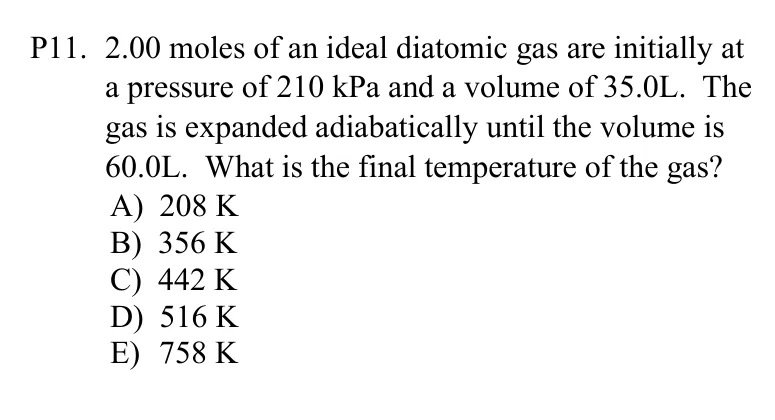 P11. 2.00 moles of an ideal diatomic gas are initially at
a pressure of 210 kPa and a volume of 35.0L. The
gas is expanded adiabatically until the volume is
60.0L. What is the final temperature of the gas?
A) 208 K
B) 356 K
C) 442 K
D) 516 K
E) 758 K